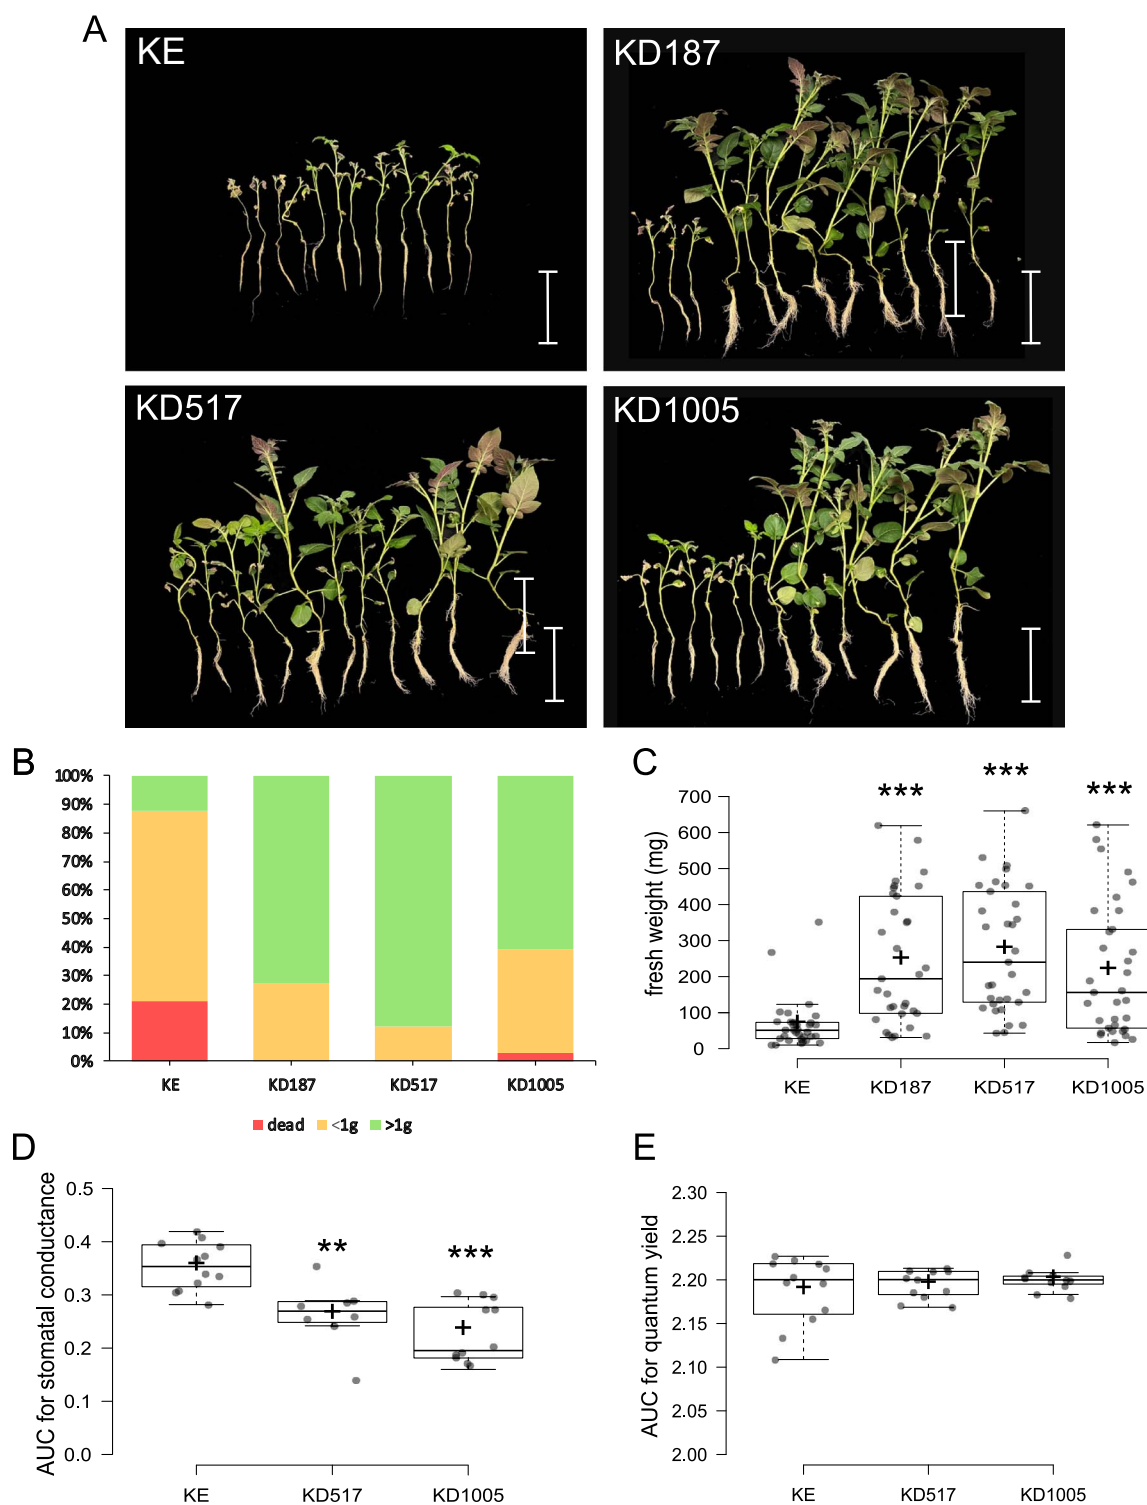 A
KE
KD187
KD517
KD1005
B
100%
90%
80%
70%
60%
50%
40%
30%
20%
10%
0%
KE KD187 KD517 KD1005
dead <1g >1g
C
*** *** ***
fresh weight (mg)
700
600
500
400
300
200
100
0
KE KD187 KD517 KD1005
D
** ***
AUC for stomatal conductance
0.5
0.4
0.3
0.2
0.1
0.0
KE KD517 KD1005
E
AUC for quantum yield
2.30
2.25
2.20
2.15
2.10
2.05
2.00
KE KD517 KD1005